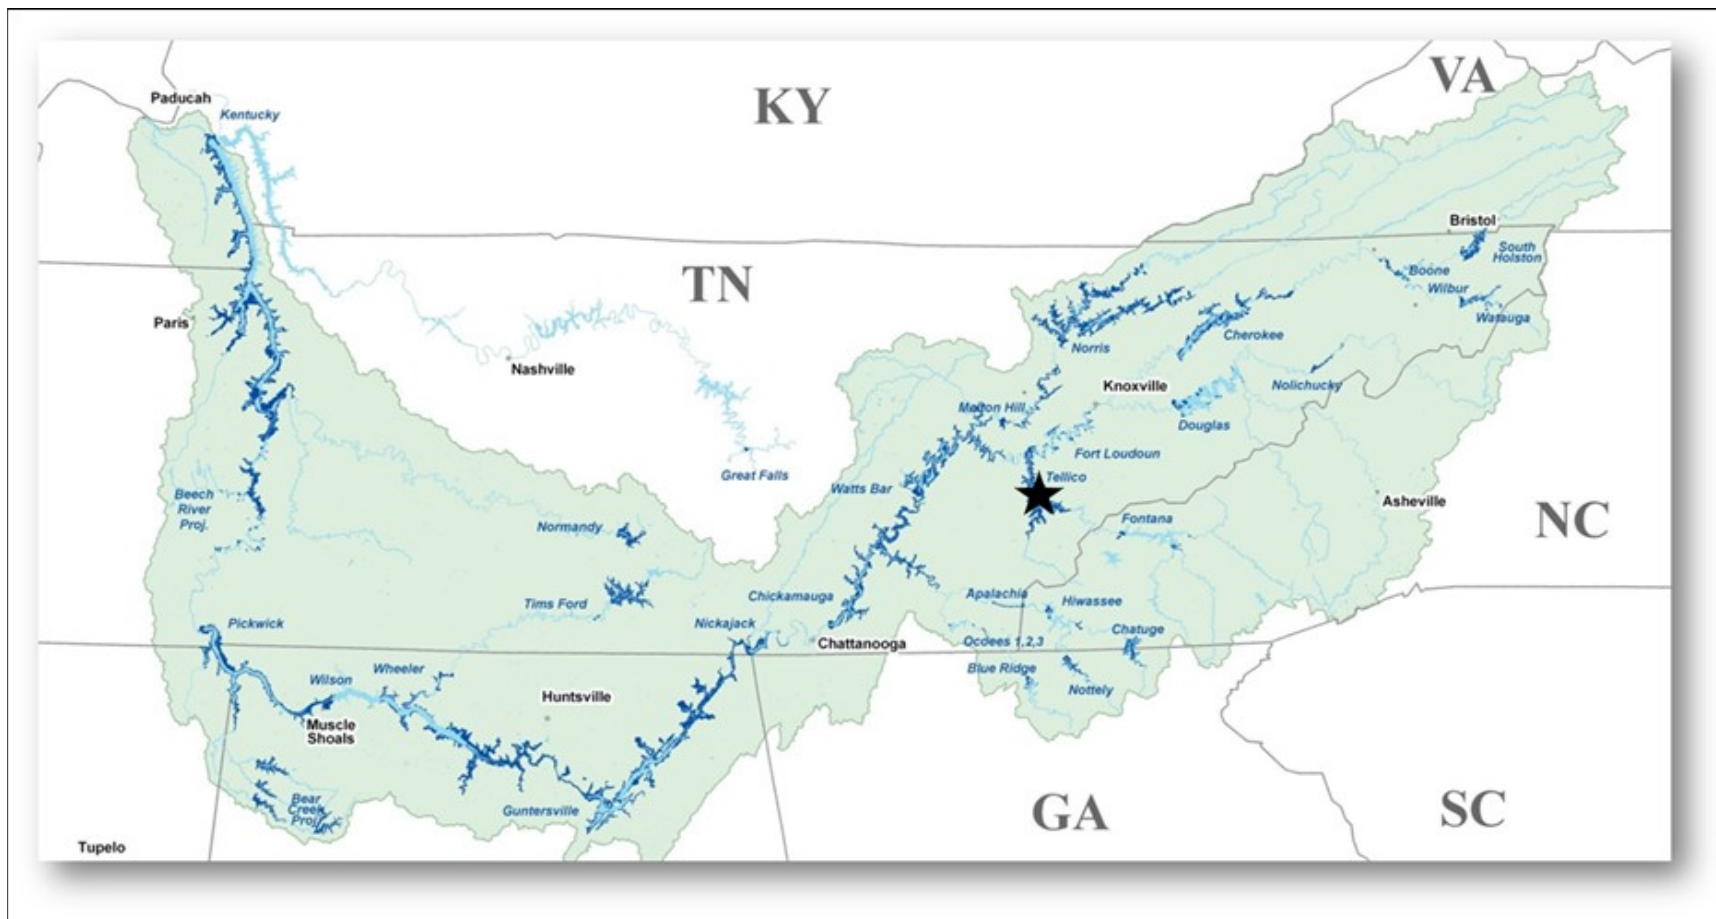 VA
Paducah
KY
Kentucky
Bristol
South
Holston
Boone
TN
Wilbur
Watauga
Paris
Cherokee
Norris
Nashville
Knoxville
Nolichucky
Melton Hill
Douglas
Fort Loudoun
Great Falls
Tellico
Watts Bar
Beech
River
Proj.
Asheville
Fontana
NC
Normandy
Apalachia
Chickamauga
Hiwassee
Tims Ford
Pickwick
Nickajack
Chatuge
Chattanooga
Ocoees 1,2,3
Wheeler
Blue Ridge
Wilson
Nottely
Huntsville
Muscle
Shoals
Bear
Creek
Proj.
Guntersville
GA
SC
Tupelo